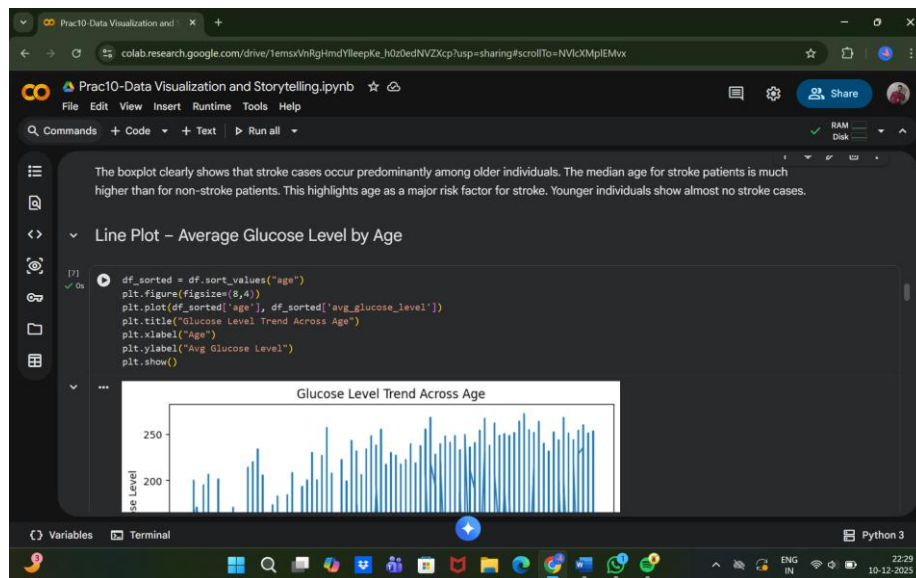 Prac10-Data Visualization and
colab.research.google.com/drive/1emsxVnRgHmdYlleepKe_h0z0edNVZXcp?usp=sharing#scrollTo=NVlcXMplEMvx
CO
Prac10-Data Visualization and Storytelling.ipynb
Share
File Edit View Insert Runtime Tools Help
Commands + Code + Text Run all
RAM
Disk
The boxplot clearly shows that stroke cases occur predominantly among older individuals. The median age for stroke patients is much
higher than for non-stroke patients. This highlights age as a major risk factor for stroke. Younger individuals show almost no stroke cases.
Line Plot – Average Glucose Level by Age
[7]
0s
df_sorted = df.sort_values("age")
plt.figure(figsize=(8,4))
plt.plot(df_sorted['age'], df_sorted['avg_glucose_level'])
plt.title("Glucose Level Trend Across Age")
plt.xlabel("Age")
plt.ylabel("Avg Glucose Level")
plt.show()
Glucose Level Trend Across Age
250
200
se Level
Variables Terminal
Python 3
3
ENG
IN
22:29
10-12-2025